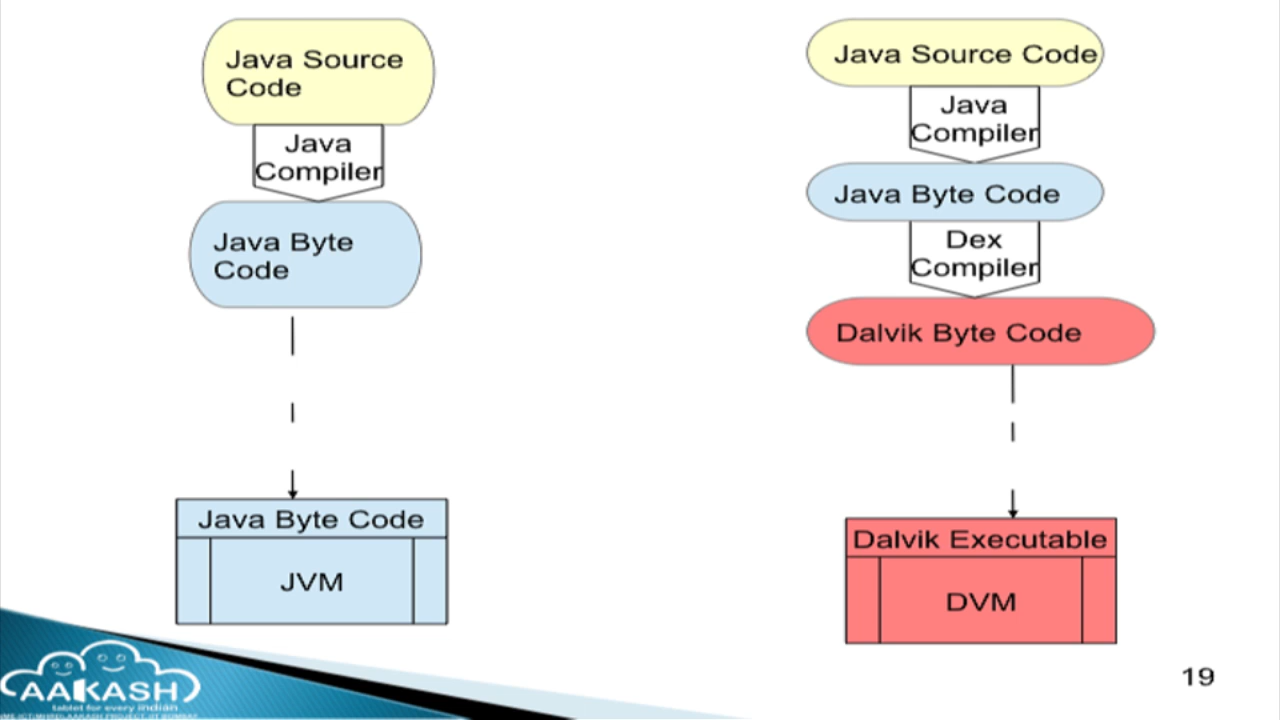 Java Source
Code
Java
Compiler
Java Byte
Code
Java Byte Code
JVM
Java Source Code
Java
Compiler
Java Byte Code
Dex
Compiler
Dalvik Byte Code
Dalvik Executable
DVM
AAKASH
tablet for every indian
19